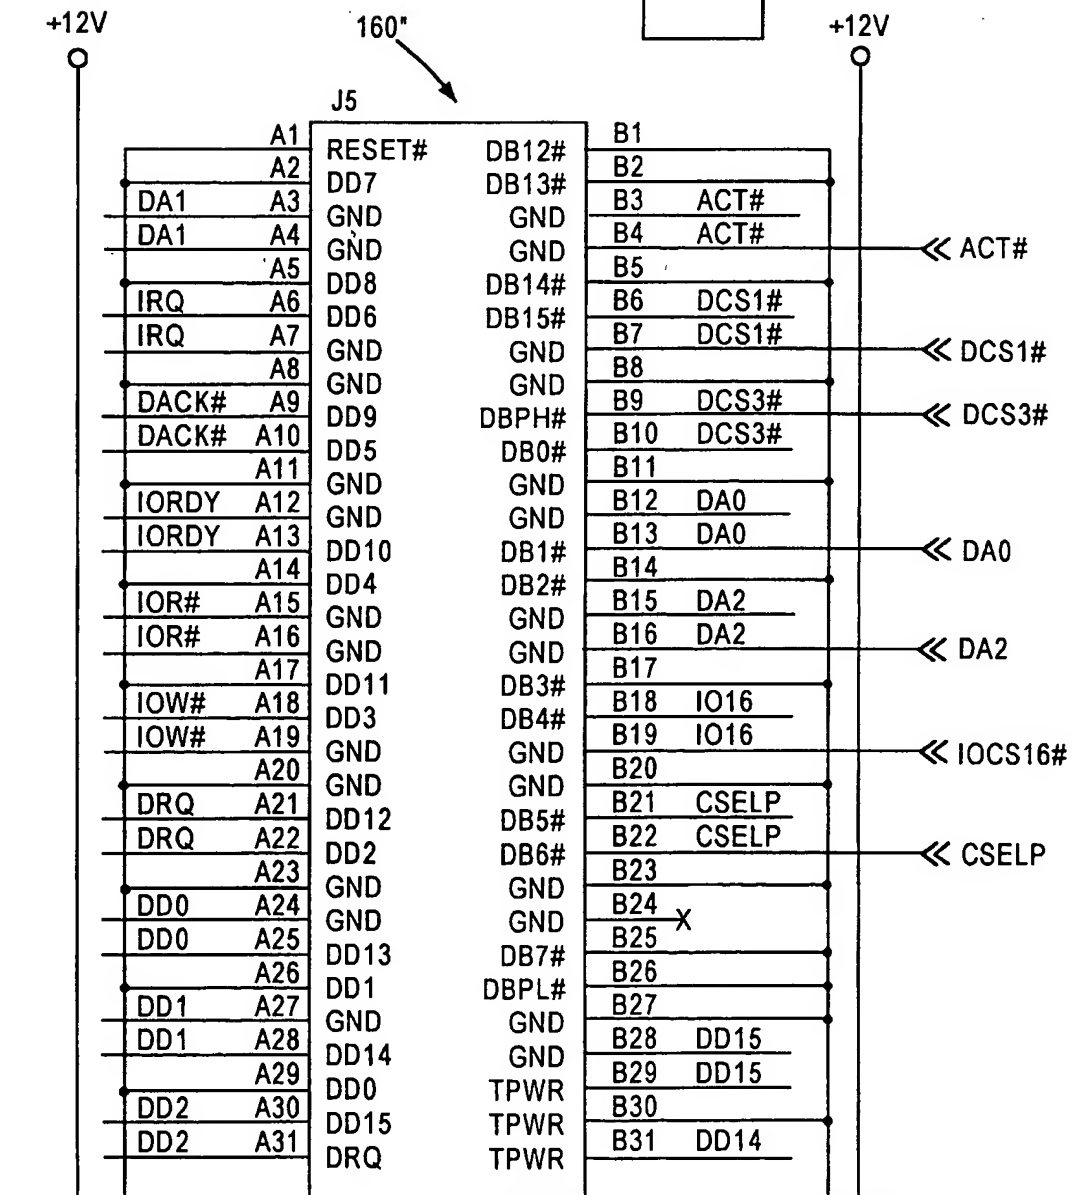 +12V 160" +12V
J5
A1 RESET# DB12# B1
A2 DD7 DB13# B2
DA1 A3 GND GND B3 ACT#
DA1 A4 GND GND B4 ACT# ACT#
A5 DD8 DB14# B5
IRQ A6 DD6 DB15# B6 DCS1#
IRQ A7 GND GND B7 DCS1# DCS1#
A8 GND GND B8
DACK# A9 DD9 DBPH# B9 DCS3# DCS3#
DACK# A10 DD5 DB0# B10 DCS3#
A11 GND GND B11
IORDY A12 GND GND B12 DA0
IORDY A13 DD10 DB1# B13 DA0 DA0
A14 DD4 DB2# B14
IOR# A15 GND GND B15 DA2
IOR# A16 GND GND B16 DA2 DA2
A17 DD11 DB3# B17
IOW# A18 DD3 DB4# B18 IO16
IOW# A19 GND GND B19 IO16 IOCS16#
A20 GND GND B20
DRQ A21 DD12 DB5# B21 CSELP
DRQ A22 DD2 DB6# B22 CSELP CSELP
A23 GND GND B23
DD0 A24 GND GND B24 X
DD0 A25 DD13 DB7# B25
A26 DD1 DBPL# B26
DD1 A27 GND GND B27
DD1 A28 DD14 GND B28 DD15
A29 DD0 TPWR B29 DD15
DD2 A30 DD15 TPWR B30
DD2 A31 DRQ TPWR B31 DD14